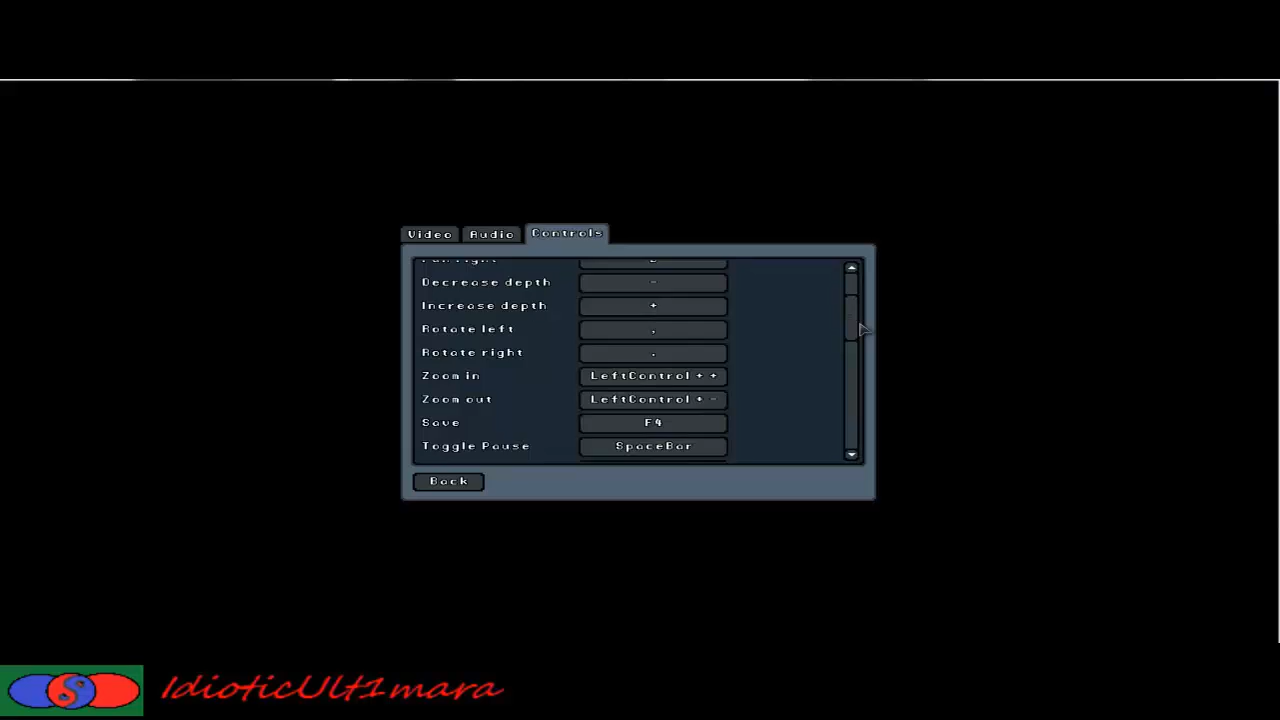 Video Audio Controls
Decrease depth -
Increase depth +
Rotate left ,
Rotate right .
Zoom in LeftControl + +
Zoom out LeftControl + -
Save F4
Toggle Pause SpaceBar
Back
IdioticUlt1mara